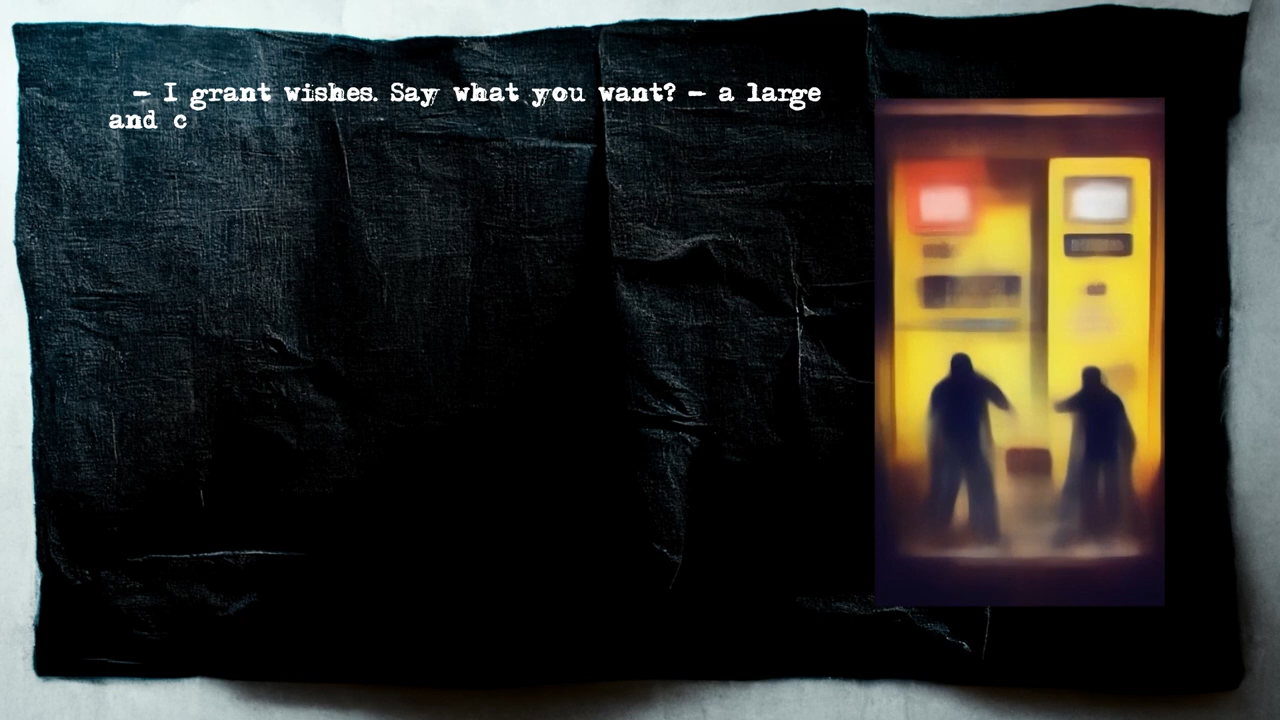 – I grant wishes. Say what you want? – a large
and c